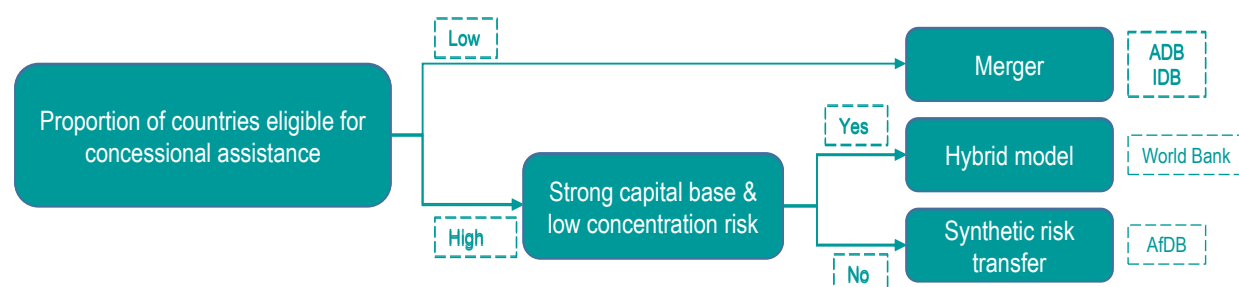 Low
Merger
ADB
IDB
Proportion of countries eligible for
concessional assistance
Yes
Hybrid model
World Bank
Strong capital base &
low concentration risk
High
Synthetic risk
transfer
AfDB
No